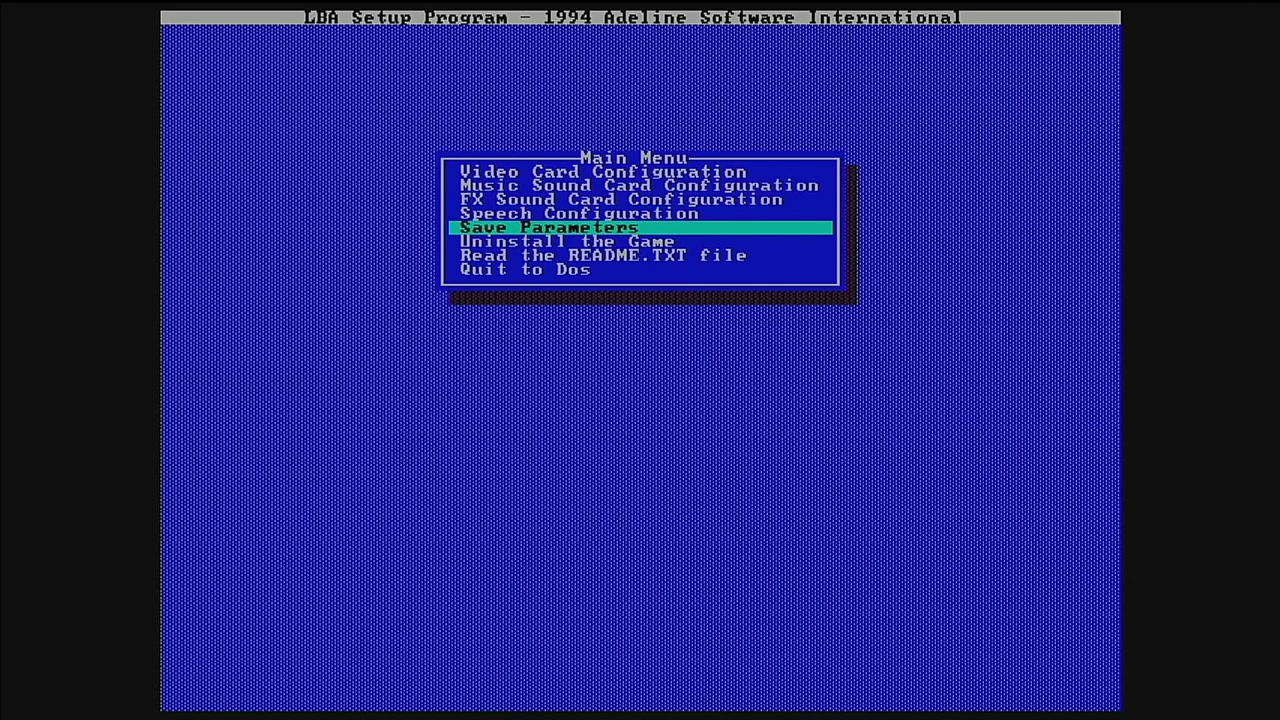 LBA Setup Program - 1994 Adeline Software International
Main Menu
Video Card Configuration
Music Sound Card Configuration
FX Sound Card Configuration
Speech Configuration
Save Parameters
Uninstall the Game
Read the README.TXT file
Quit to Dos